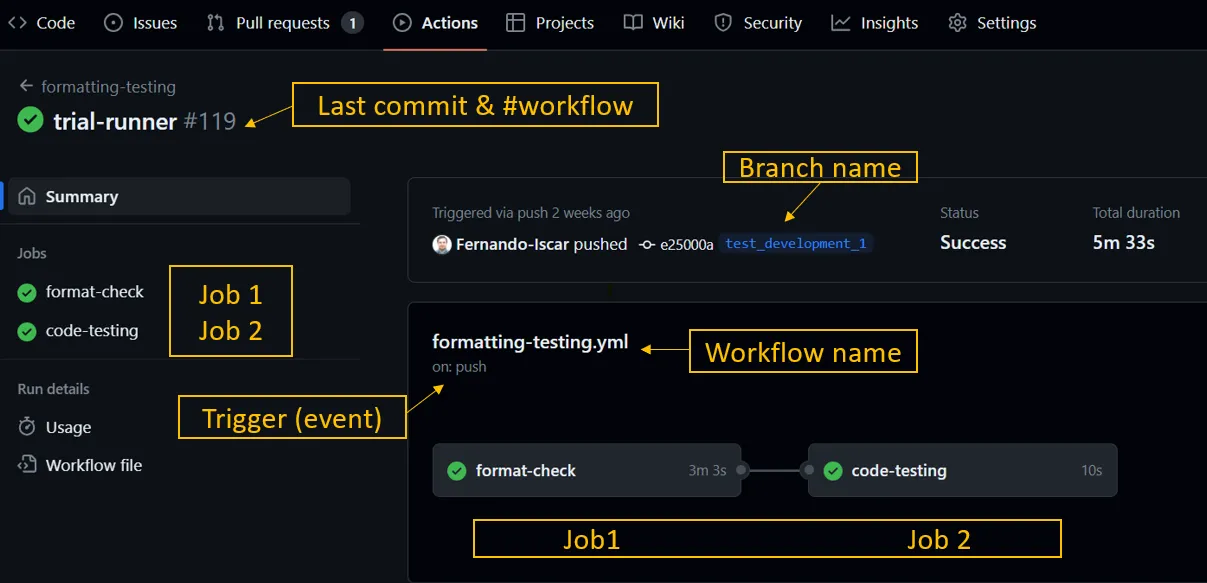 Code Issues Pull requests 1 Actions Projects Wiki Security Insights Settings
formatting-testing
trial-runner #119
Last commit & #workflow
Branch name
Summary
Triggered via push 2 weeks ago
Status
Total duration
Fernando-Iscar pushed e25000a test_development_1
Success
5m 33s
Jobs
format-check
code-testing
Job 1
Job 2
formatting-testing.yml
on: push
Workflow name
Run details
Usage
Workflow file
Trigger (event)
format-check 3m 3s
code-testing 10s
Job1
Job 2